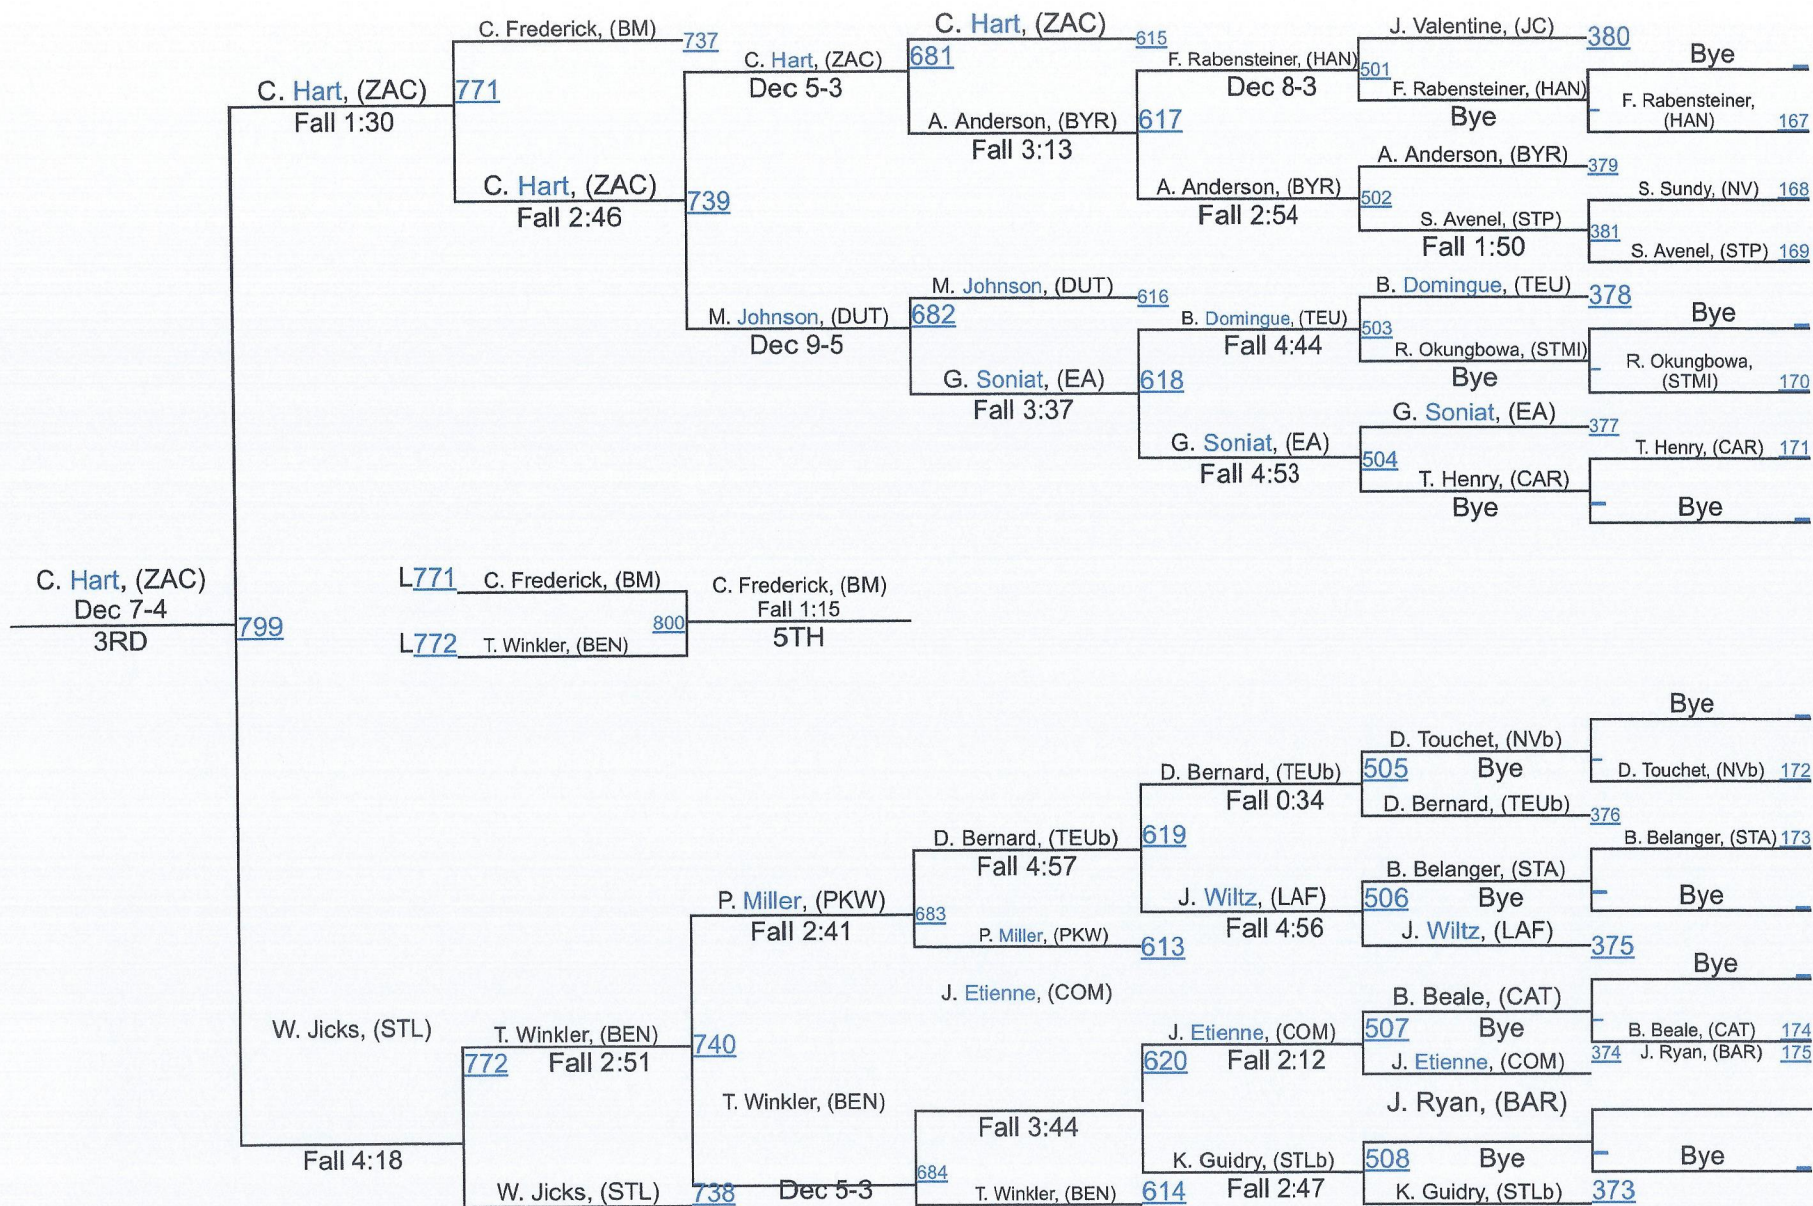 C. Hart, (ZAC)
J. Valentine, (JC)
380
C. Frederick, (BM)
737
615
Bye
C. Hart, (ZAC)
681
F. Rabensteiner, (HAN)
501
Dec 5-3
Dec 8-3
F. Rabensteiner, (HAN)
C. Hart, (ZAC)
771
F. Rabensteiner,
(HAN)
167
Fall 1:30
A. Anderson, (BYR)
617
Bye
Fall 3:13
A. Anderson, (BYR)
379
C. Hart, (ZAC)
A. Anderson, (BYR)
S. Sundy, (NV)
168
739
502
Fall 2:46
Fall 2:54
S. Avenel, (STP)
381
Fall 1:50
S. Avenel, (STP)
169
M. Johnson, (DUT)
616
B. Domingue, (TEU)
378
M. Johnson, (DUT)
682
B. Domingue, (TEU)
503
Bye
Dec 9-5
Fall 4:44
R. Okungbowa, (STMI)
G. Soniat, (EA)
618
Bye
R. Okungbowa,
(STMI)
170
Fall 3:37
G. Soniat, (EA)
377
G. Soniat, (EA)
504
T. Henry, (CAR)
171
Fall 4:53
T. Henry, (CAR)
Bye
Bye
C. Hart, (ZAC)
L771
C. Frederick, (BM)
C. Frederick, (BM)
Dec 7-4
Fall 1:15
3RD
799
800
5TH
L772
T. Winkler, (BEN)
Bye
D. Touchet, (NVb)
D. Bernard, (TEUb)
505
Bye
D. Touchet, (NVb)
172
Fall 0:34
D. Bernard, (TEUb)
376
D. Bernard, (TEUb)
619
B. Belanger, (STA)
173
Fall 4:57
B. Belanger, (STA)
P. Miller, (PKW)
683
J. Wiltz, (LAF)
506
Bye
Bye
Fall 2:41
P. Miller, (PKW)
613
Fall 4:56
J. Wiltz, (LAF)
375
Bye
J. Etienne, (COM)
B. Beale, (CAT)
W. Jicks, (STL)
T. Winkler, (BEN)
740
J. Etienne, (COM)
507
Bye
B. Beale, (CAT)
174
772
Fall 2:51
620
Fall 2:12
J. Etienne, (COM)
374
J. Ryan, (BAR)
175
T. Winkler, (BEN)
J. Ryan, (BAR)
Fall 3:44
Fall 4:18
K. Guidry, (STLb)
508
Bye
Bye
684
W. Jicks, (STL)
738
Dec 5-3
T. Winkler, (BEN)
614
Fall 2:47
K. Guidry, (STLb)
373